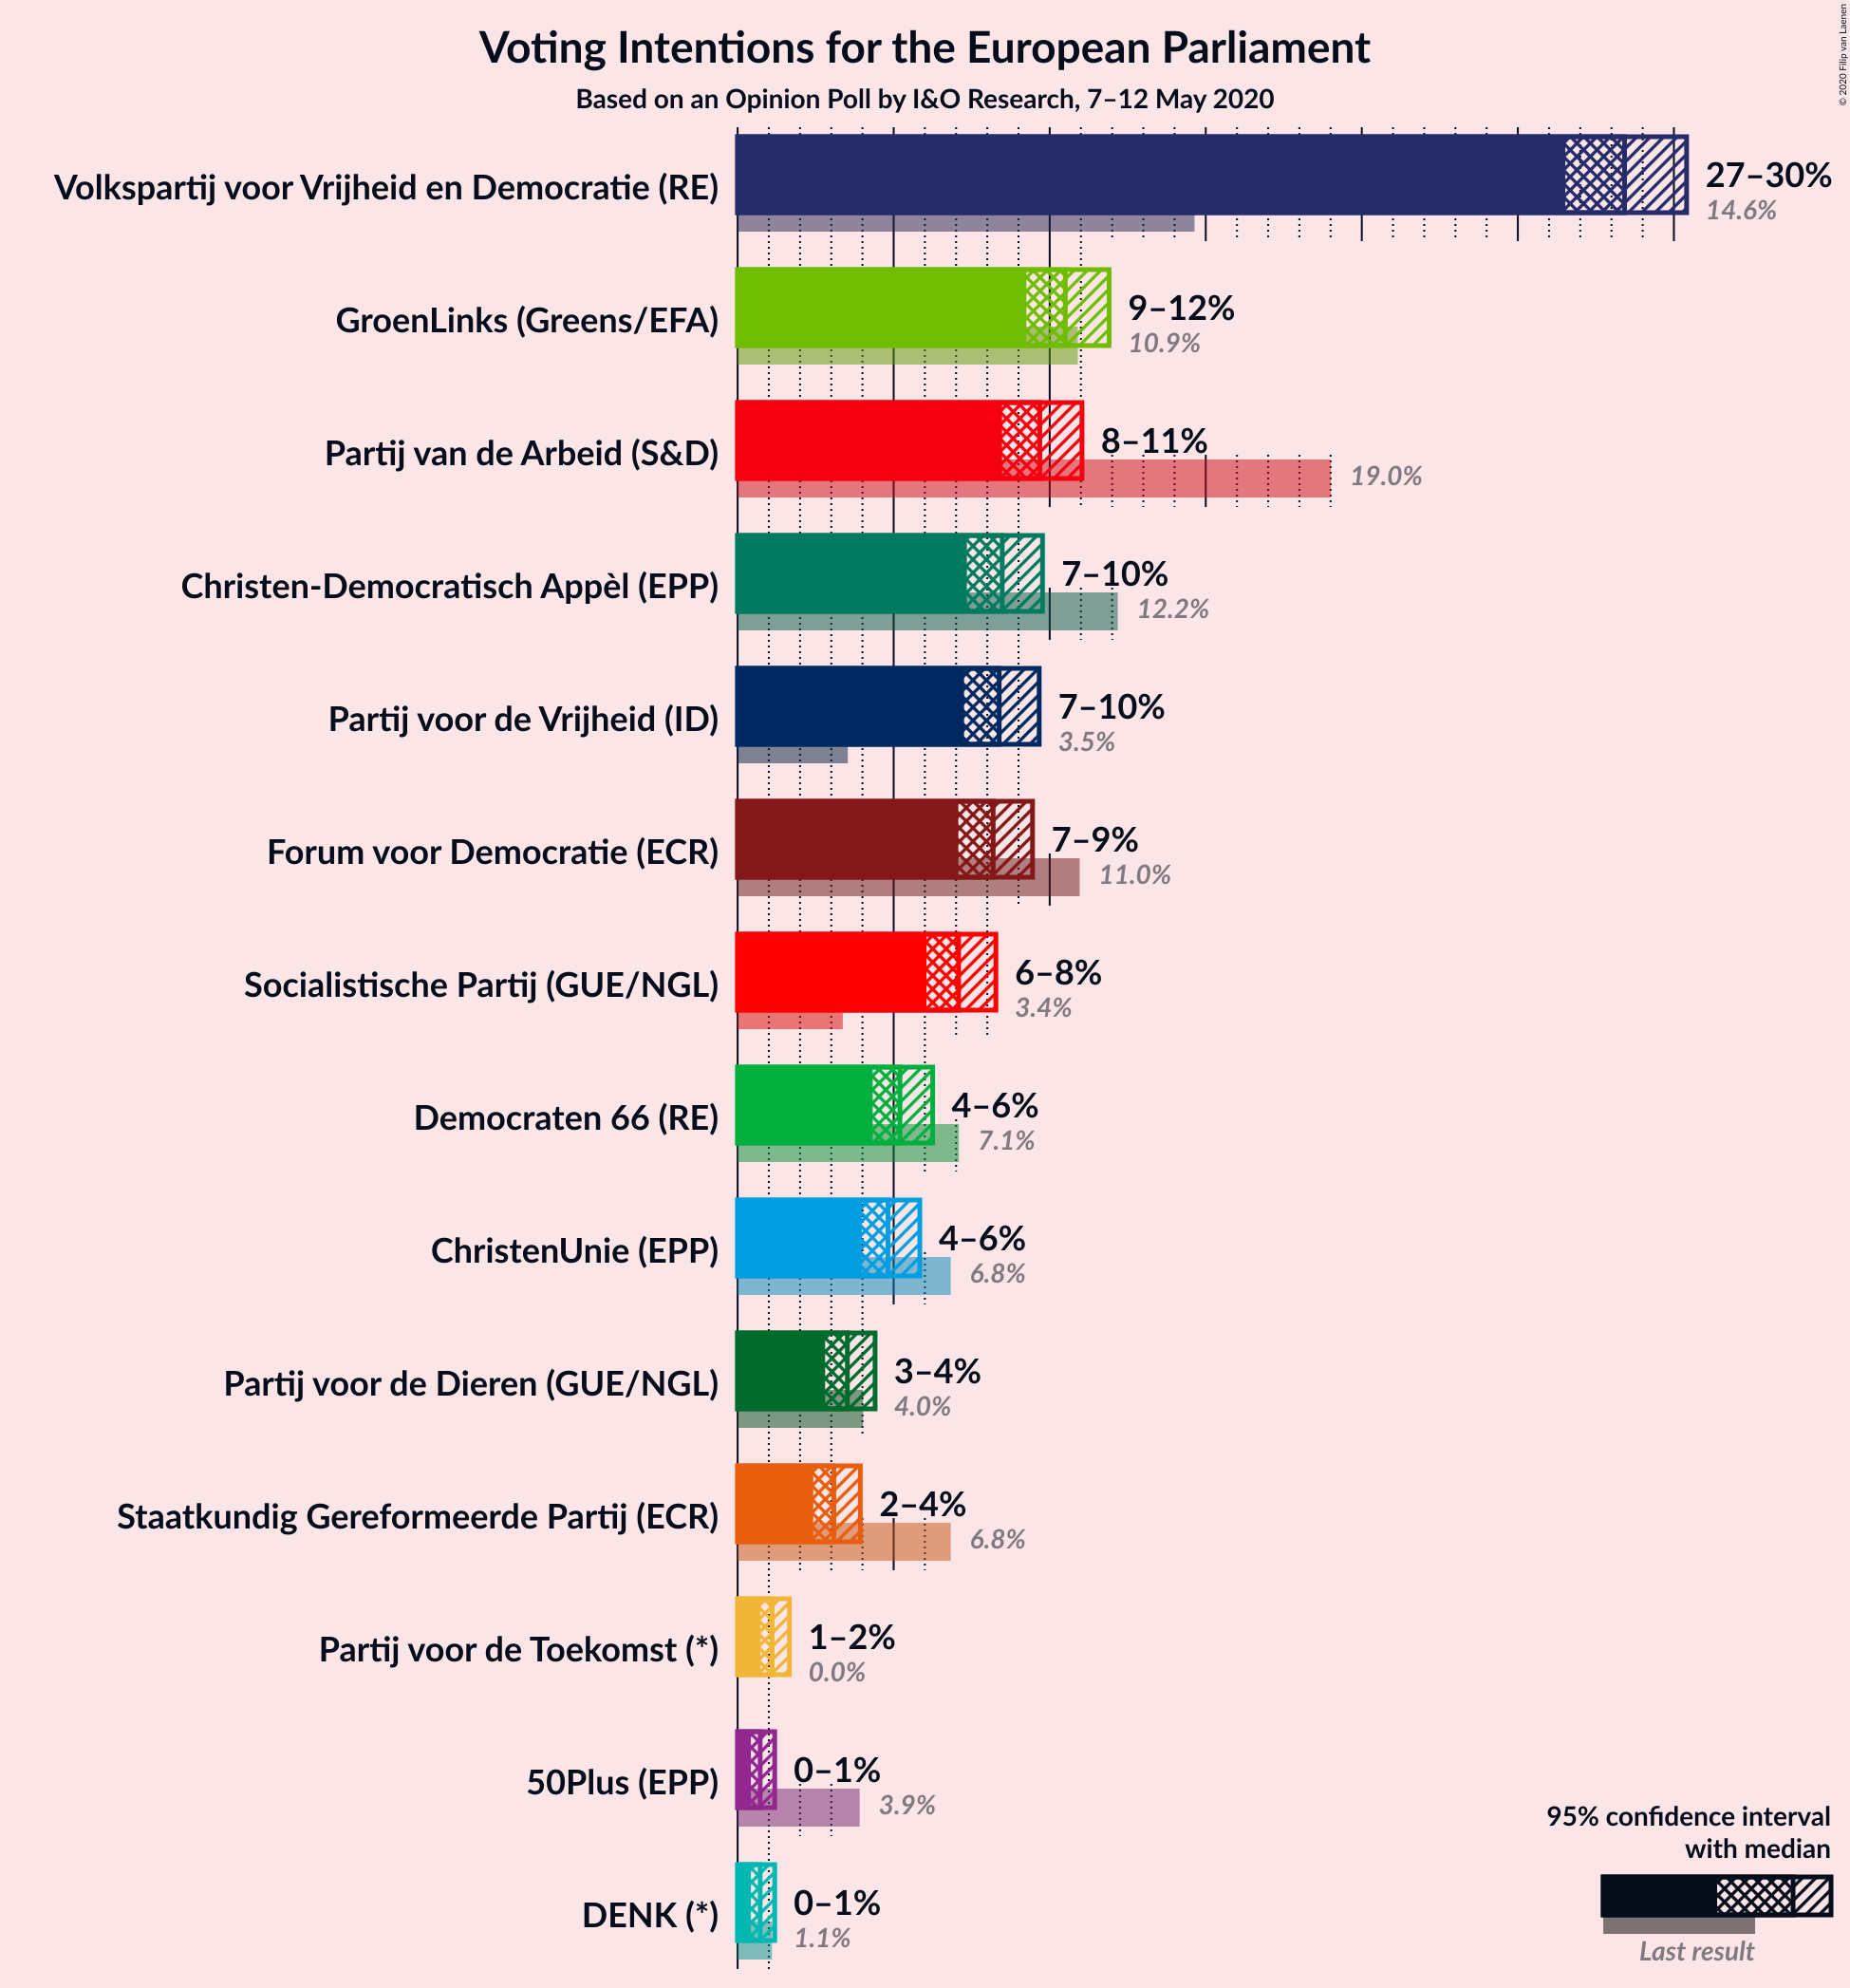 Voting Intentions for the European Parliament
Based on an Opinion Poll by I&O Research, 7–12 May 2020
© 2020 Filip van Laenen
Volkspartij voor Vrijheid en Democratie (RE)
27–30%
14.6%
GroenLinks (Greens/EFA)
9–12%
10.9%
Partij van de Arbeid (S&D)
8–11%
19.0%
Christen-Democratisch Appèl (EPP)
7–10%
12.2%
Partij voor de Vrijheid (ID)
7–10%
3.5%
Forum voor Democratie (ECR)
7–9%
11.0%
Socialistische Partij (GUE/NGL)
6–8%
3.4%
Democraten 66 (RE)
4–6%
7.1%
ChristenUnie (EPP)
4–6%
6.8%
Partij voor de Dieren (GUE/NGL)
3–4%
4.0%
Staatkundig Gereformeerde Partij (ECR)
2–4%
6.8%
Partij voor de Toekomst (*)
1–2%
0.0%
50Plus (EPP)
0–1%
3.9%
DENK (*)
0–1%
1.1%
95% confidence interval
with median
Last result